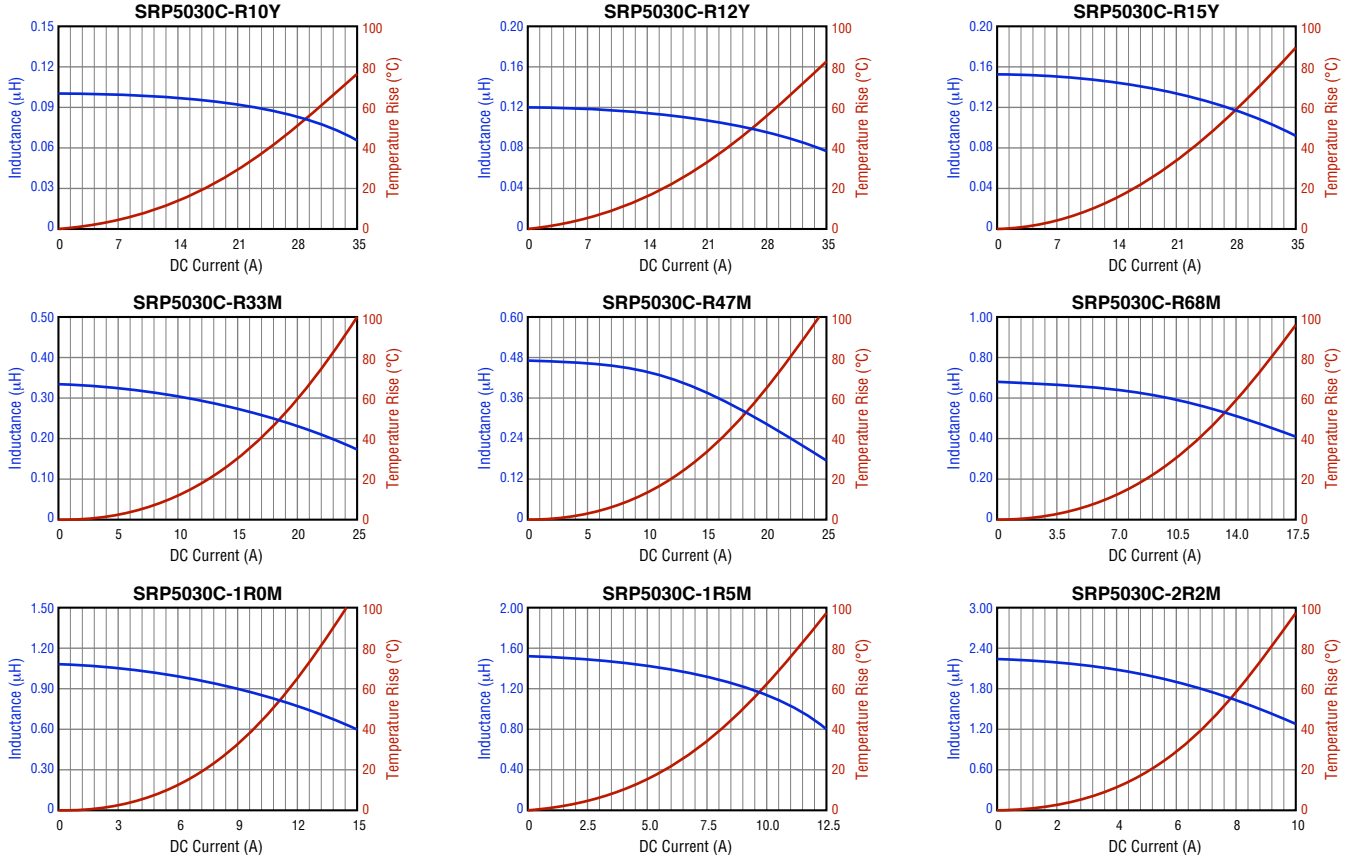 SRP5030C-R10Y
Inductance (µH)
0.15
0.12
0.09
0.06
0.03
0
100
80
60
40
20
0
Temperature Rise (°C)
0 7 14 21 28 35
DC Current (A)
SRP5030C-R12Y
Inductance (µH)
0.20
0.16
0.12
0.08
0.04
0
100
80
60
40
20
0
Temperature Rise (°C)
0 7 14 21 28 35
DC Current (A)
SRP5030C-R15Y
Inductance (µH)
0.20
0.16
0.12
0.08
0.04
0
100
80
60
40
20
0
Temperature Rise (°C)
0 7 14 21 28 35
DC Current (A)
SRP5030C-R33M
Inductance (µH)
0.50
0.40
0.30
0.20
0.10
0
100
80
60
40
20
0
Temperature Rise (°C)
0 5 10 15 20 25
DC Current (A)
SRP5030C-R47M
Inductance (µH)
0.60
0.48
0.36
0.24
0.12
0
100
80
60
40
20
0
Temperature Rise (°C)
0 5 10 15 20 25
DC Current (A)
SRP5030C-R68M
Inductance (µH)
1.00
0.80
0.60
0.40
0.20
0
100
80
60
40
20
0
Temperature Rise (°C)
0 3.5 7.0 10.5 14.0 17.5
DC Current (A)
SRP5030C-1R0M
Inductance (µH)
1.50
1.20
0.90
0.60
0.30
0
100
80
60
40
20
0
Temperature Rise (°C)
0 3 6 9 12 15
DC Current (A)
SRP5030C-1R5M
Inductance (µH)
2.00
1.60
1.20
0.80
0.40
0
100
80
60
40
20
0
Temperature Rise (°C)
0 2.5 5.0 7.5 10.0 12.5
DC Current (A)
SRP5030C-2R2M
Inductance (µH)
3.00
2.40
1.80
1.20
0.60
0
100
80
60
40
20
0
Temperature Rise (°C)
0 2 4 6 8 10
DC Current (A)